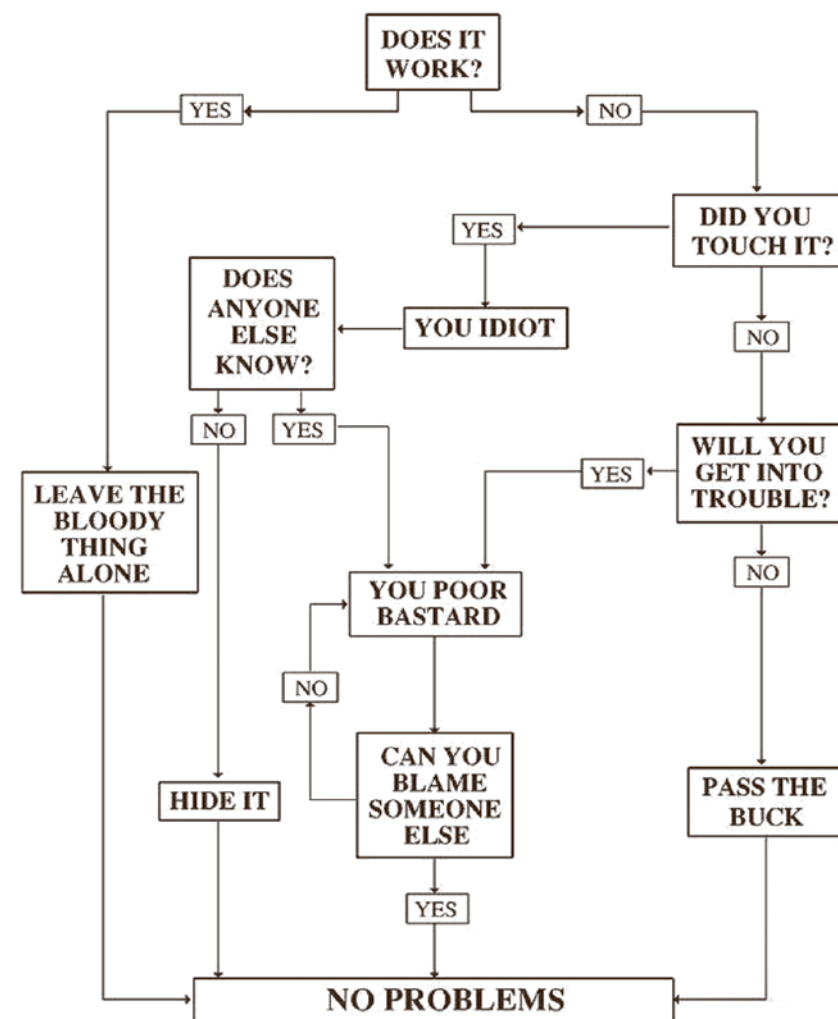 DOES IT
WORK?
YES
NO
DID YOU
TOUCH IT?
YES
DOES
ANYONE
ELSE
KNOW?
YOU IDIOT
NO
NO
YES
WILL YOU
GET INTO
TROUBLE?
YES
LEAVE THE
BLOODY
THING
ALONE
NO
YOU POOR
BASTARD
NO
CAN YOU
BLAME
SOMEONE
ELSE
HIDE IT
PASS THE
BUCK
YES
NO PROBLEMS